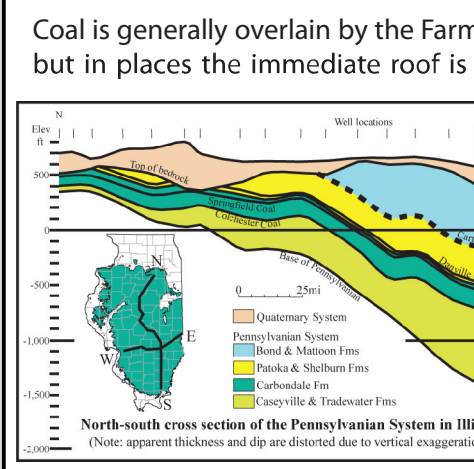 Coal is generally overlain by the Farm
but in places the immediate roof is
N
Elev
ft
Well locations
500
0
-500
-1,000
-1,500
-2,000
Top of bedrock
Springfield Coal
Colchester Coal
Base of Pennsylvanian
Danville
Cart
N
E
W
S
0 25mi
Quaternary System
Pennsylvanian System
Bond & Mattoon Fms
Patoka & Shelburn Fms
Carbondale Fm
Caseyville & Tradewater Fms
North-south cross section of the Pennsylvanian System in Illi
(Note: apparent thickness and dip are distorted due to vertical exaggeratio